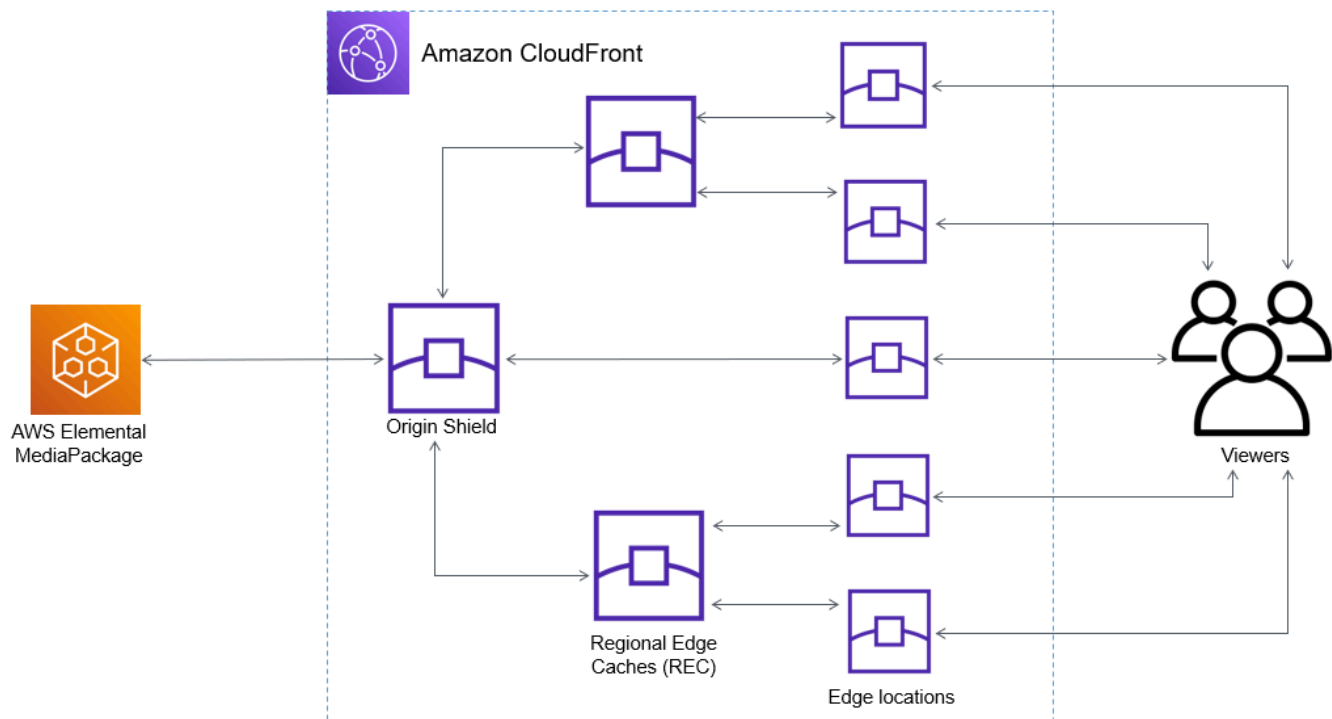 Amazon CloudFront
AWS Elemental
MediaPackage
Origin Shield
Viewers
Regional Edge
Caches (REC)
Edge locations